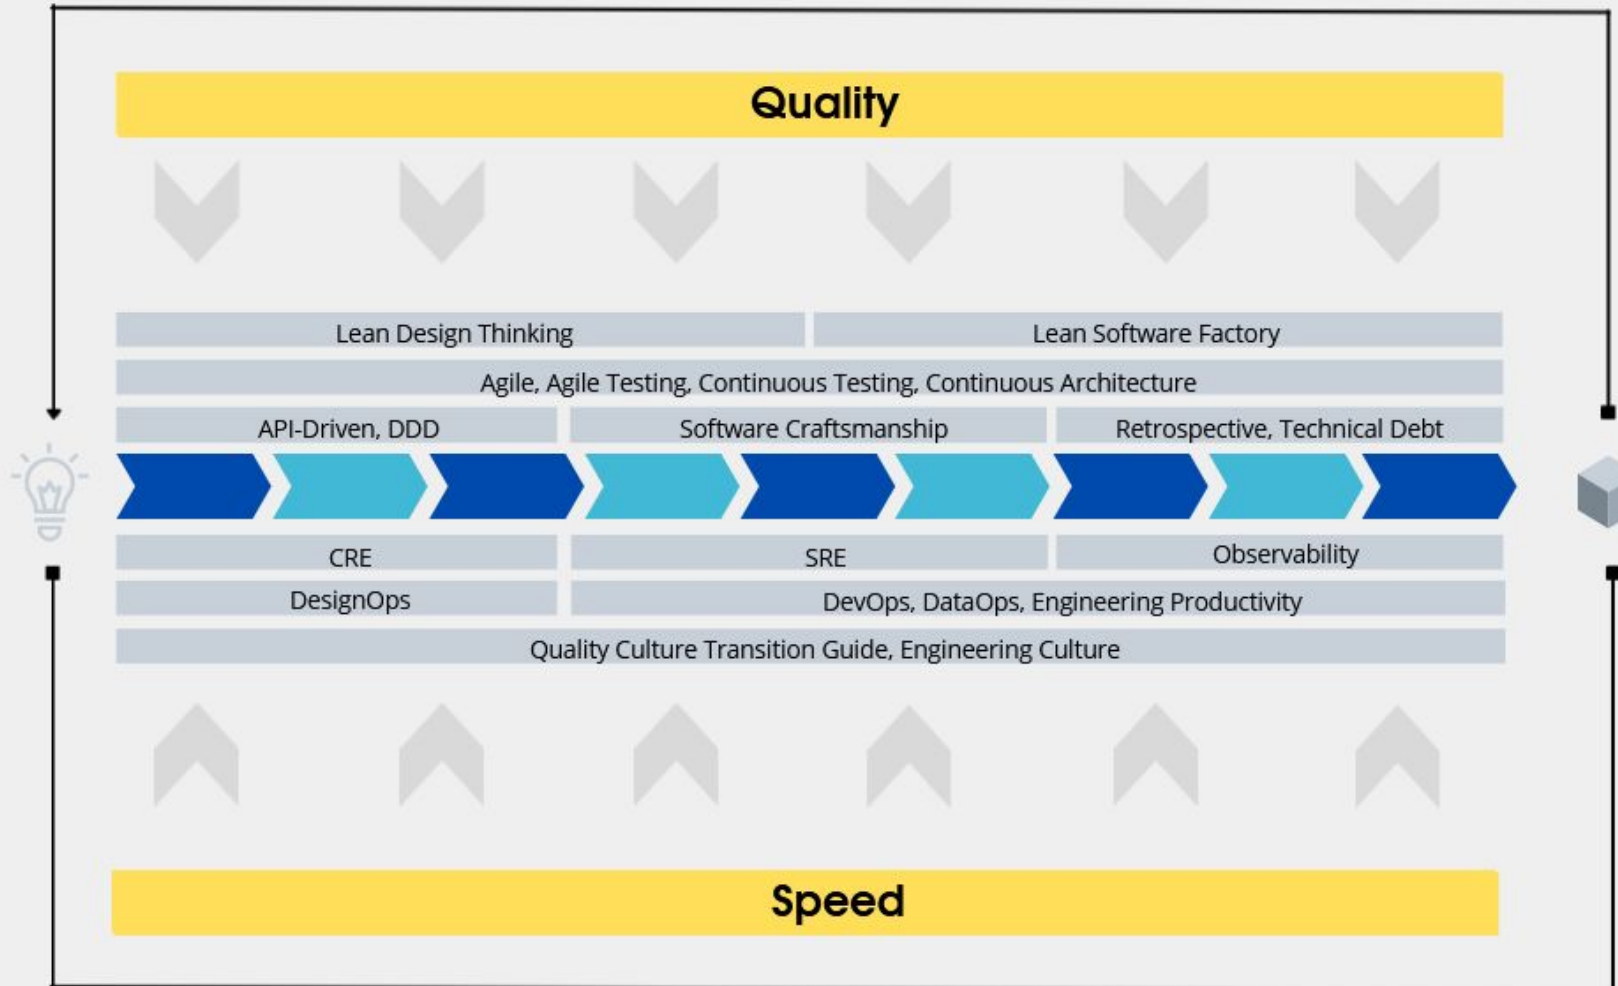 Quality
Lean Design Thinking
Lean Software Factory
Agile, Agile Testing, Continuous Testing, Continuous Architecture
API-Driven, DDD
Software Craftsmanship
Retrospective, Technical Debt
CRE
SRE
Observability
DesignOps
DevOps, DataOps, Engineering Productivity
Quality Culture Transition Guide, Engineering Culture
Speed